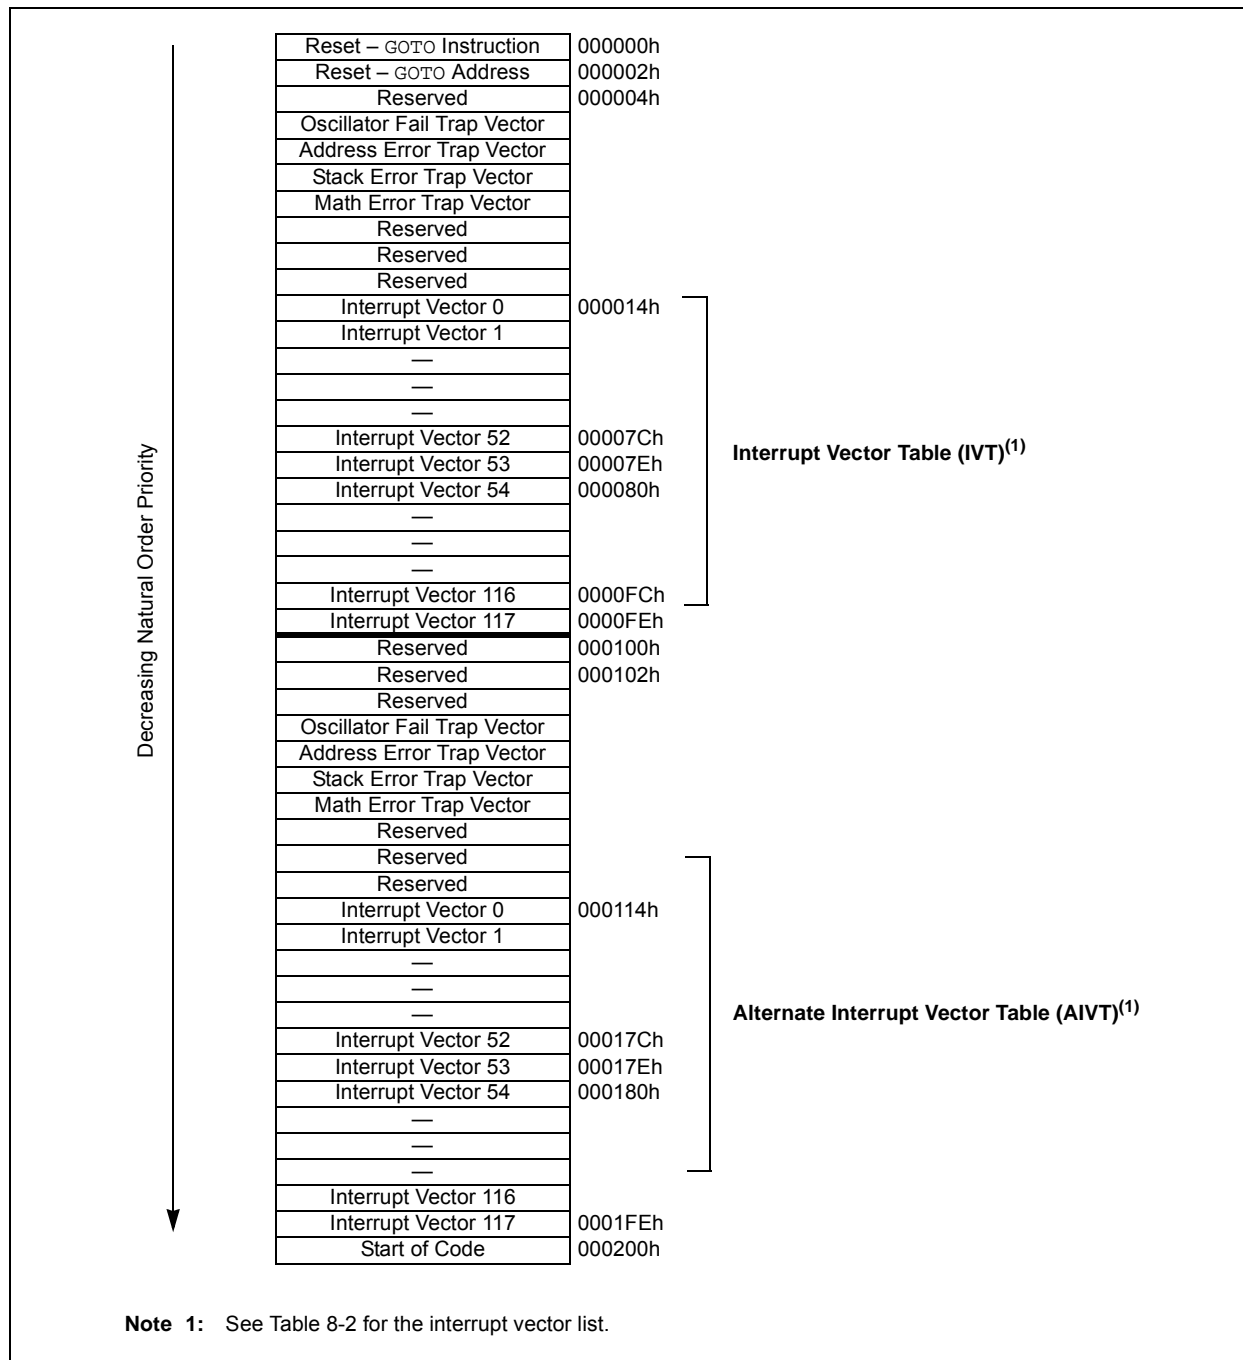 Decreasing Natural Order Priority
Reset – GOTO Instruction 000000h
Reset – GOTO Address 000002h
Reserved 000004h
Oscillator Fail Trap Vector
Address Error Trap Vector
Stack Error Trap Vector
Math Error Trap Vector
Reserved
Reserved
Reserved
Interrupt Vector 0 000014h
Interrupt Vector 1
—
—
—
Interrupt Vector 52 00007Ch
Interrupt Vector 53 00007Eh
Interrupt Vector 54 000080h
—
—
—
Interrupt Vector 116 0000FCh
Interrupt Vector 117 0000FEh
Interrupt Vector Table (IVT)(1)
Reserved 000100h
Reserved 000102h
Reserved
Oscillator Fail Trap Vector
Address Error Trap Vector
Stack Error Trap Vector
Math Error Trap Vector
Reserved
Reserved
Reserved
Interrupt Vector 0 000114h
Interrupt Vector 1
—
—
—
Interrupt Vector 52 00017Ch
Interrupt Vector 53 00017Eh
Interrupt Vector 54 000180h
—
—
—
Interrupt Vector 116
Interrupt Vector 117 0001FEh
Start of Code 000200h
Alternate Interrupt Vector Table (AIVT)(1)
Note 1: See Table 8-2 for the interrupt vector list.